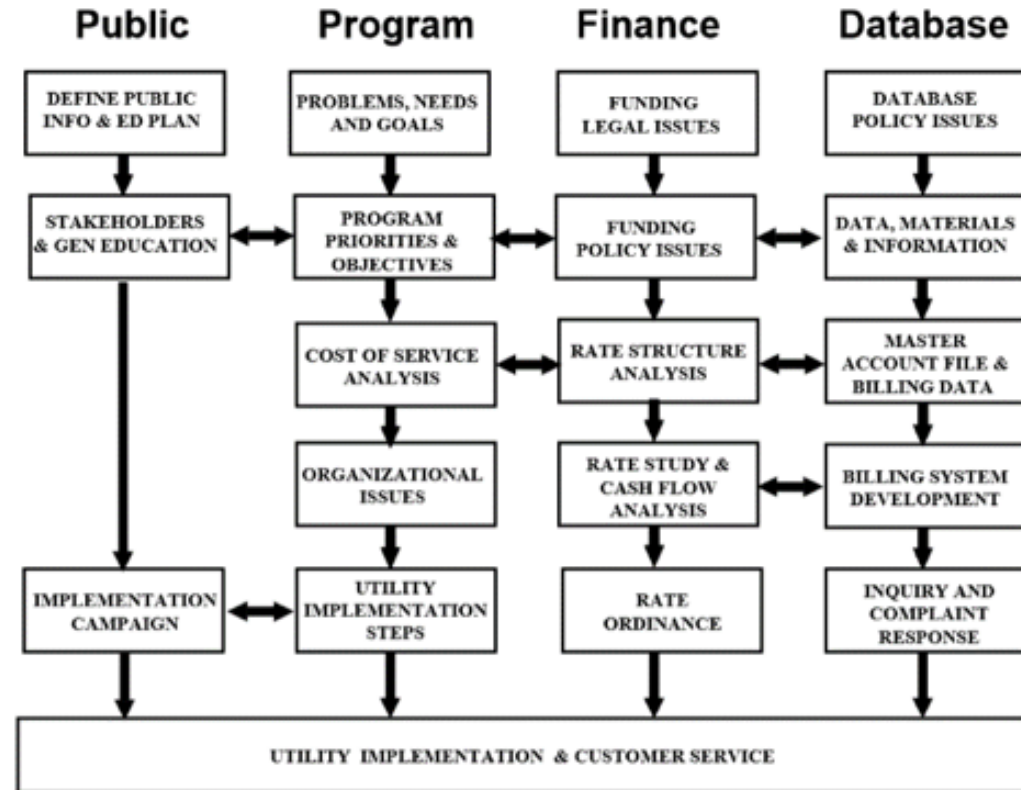 Public
Program
Finance
Database
DEFINE PUBLIC
INFO & ED PLAN
PROBLEMS, NEEDS
AND GOALS
FUNDING
LEGAL ISSUES
DATABASE
POLICY ISSUES
STAKEHOLDERS
& GEN EDUCATION
PROGRAM
PRIORITIES &
OBJECTIVES
FUNDING
POLICY ISSUES
DATA, MATERIALS
& INFORMATION
COST OF SERVICE
ANALYSIS
RATE STRUCTURE
ANALYSIS
MASTER
ACCOUNT FILE &
BILLING DATA
ORGANIZATIONAL
ISSUES
RATE STUDY &
CASH FLOW
ANALYSIS
BILLING SYSTEM
DEVELOPMENT
IMPLEMENTATION
CAMPAIGN
UTILITY
IMPLEMENTATION
STEPS
RATE
ORDINANCE
INQUIRY AND
COMPLAINT
RESPONSE
UTILITY IMPLEMENTATION & CUSTOMER SERVICE